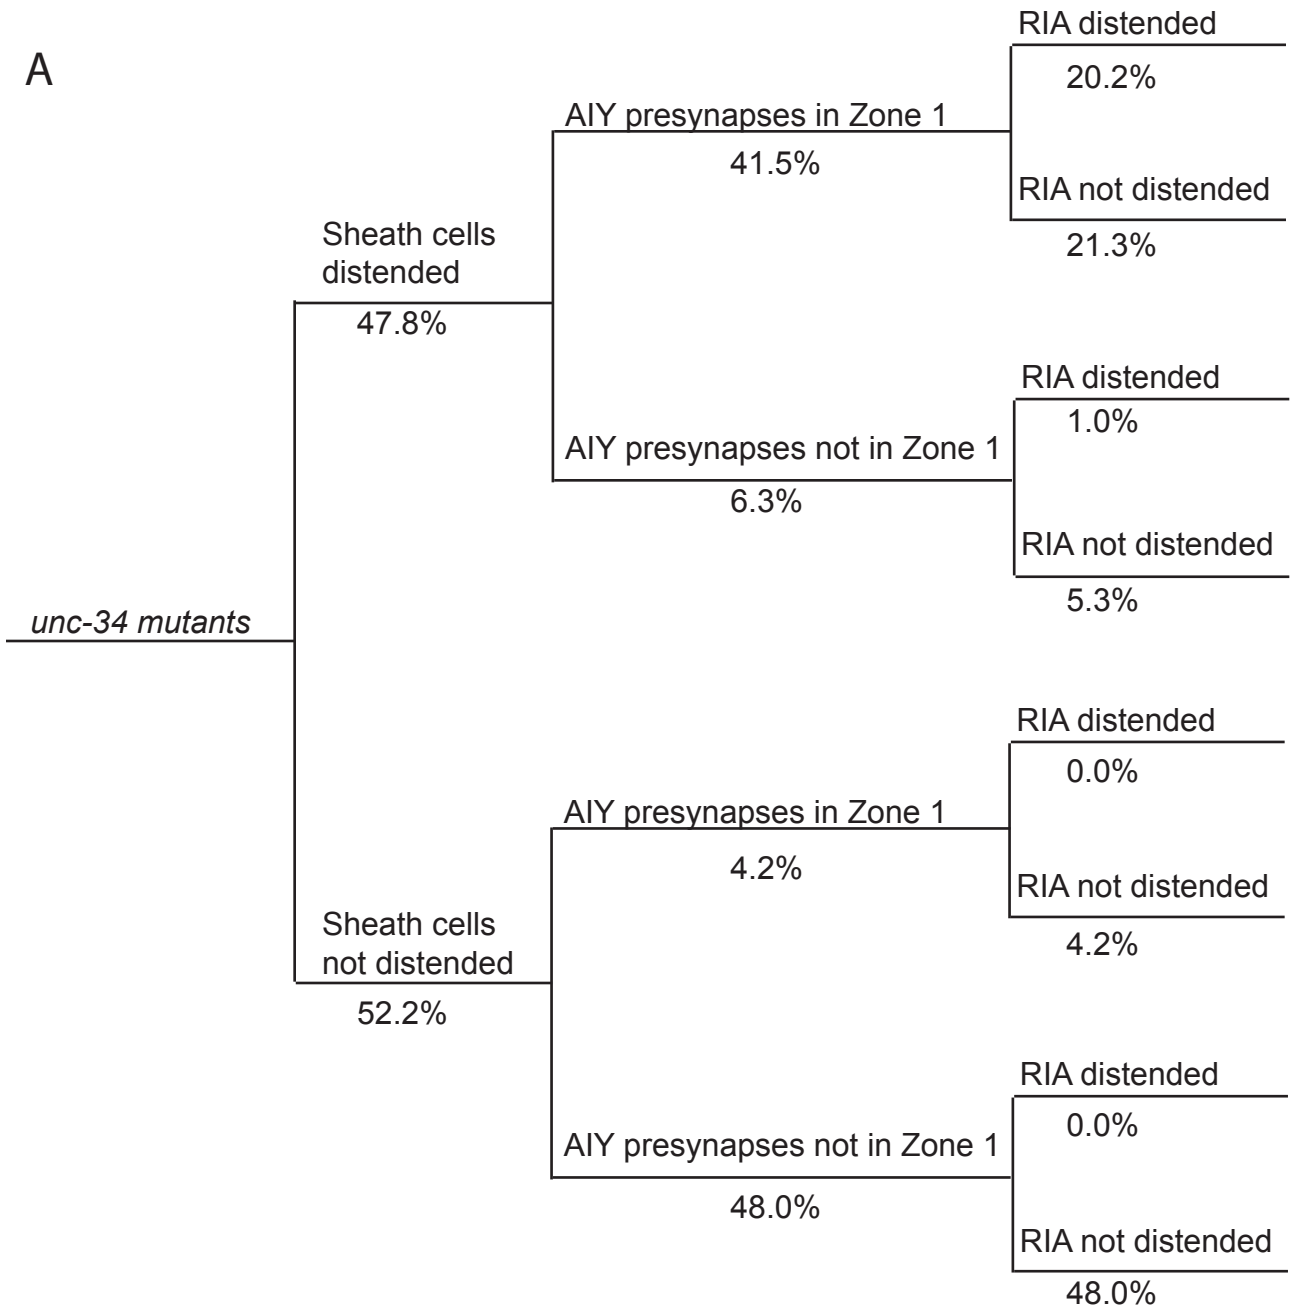 A
RIA distended
20.2%
AIY presynapses in Zone 1
41.5%
RIA not distended
21.3%
Sheath cells
distended
47.8%
RIA distended
1.0%
AIY presynapses not in Zone 1
6.3%
RIA not distended
5.3%
unc-34 mutants
RIA distended
0.0%
AIY presynapses in Zone 1
4.2%
RIA not distended
4.2%
Sheath cells
not distended
52.2%
RIA distended
0.0%
AIY presynapses not in Zone 1
48.0%
RIA not distended
48.0%